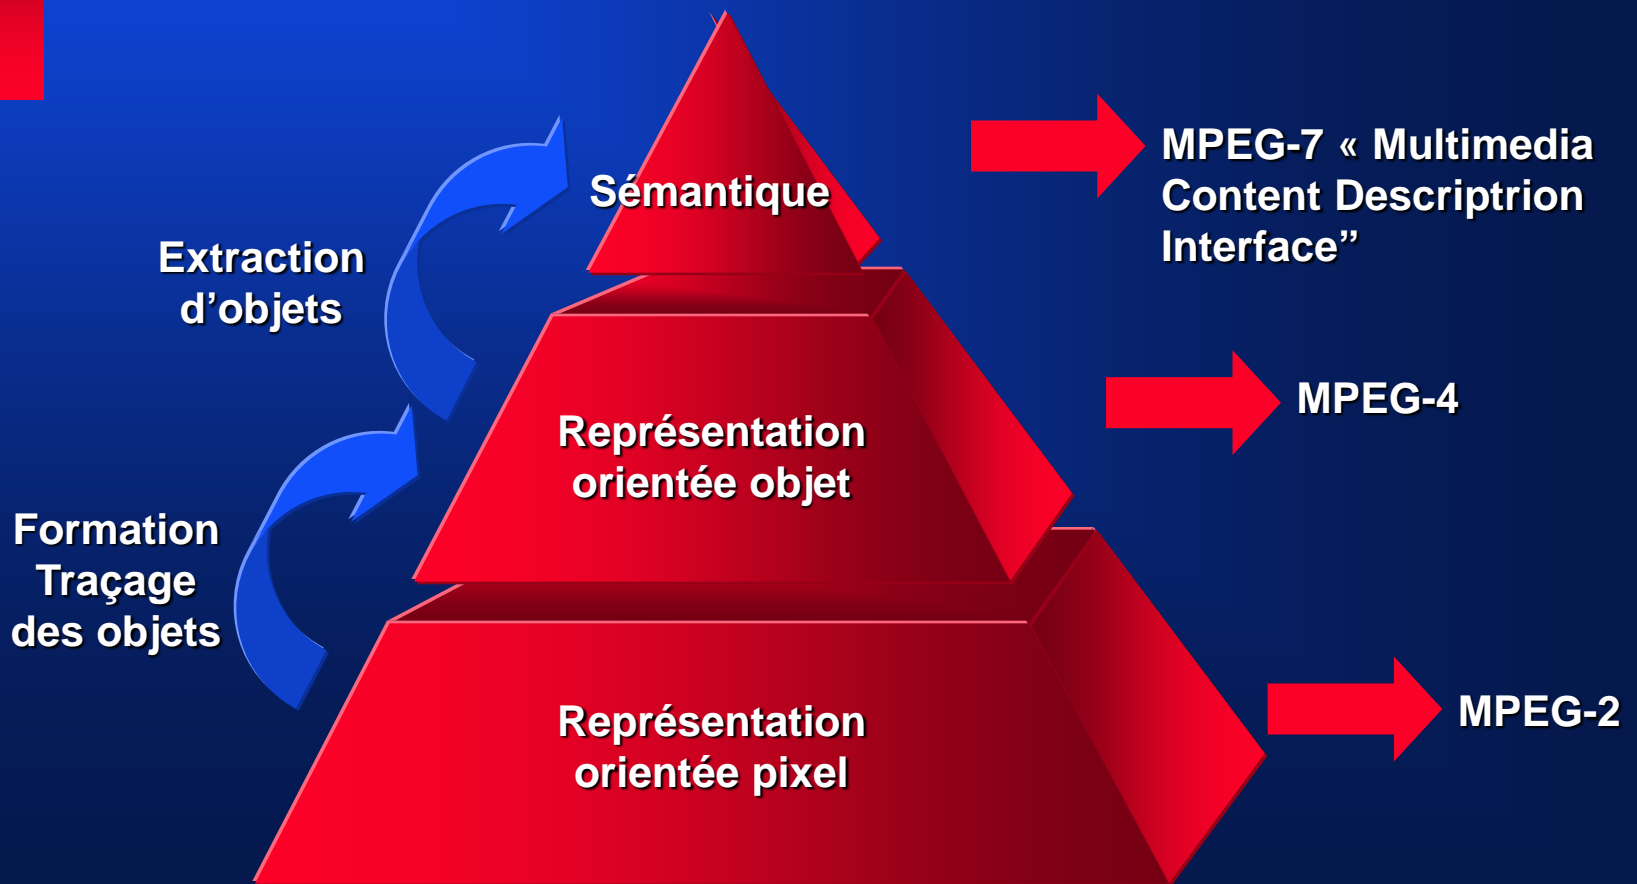 Sémantique
MPEG-7 « Multimedia
Content Descriptrion
Interface”
Extraction
d’objets
Représentation
orientée objet
MPEG-4
Formation
Traçage
des objets
Représentation
orientée pixel
MPEG-2